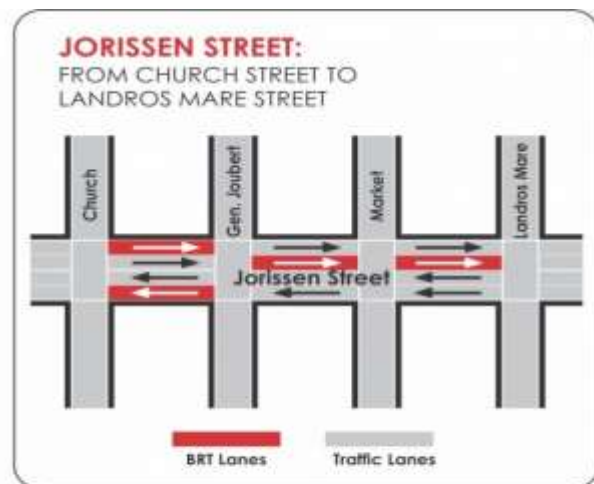 JORISSEN STREET:
FROM CHURCH STREET TO
LANDROS MARE STREET
Church
Gen. Joubert
Market
Landros Mare
Jorissen Street
BRT Lanes
Traffic Lanes